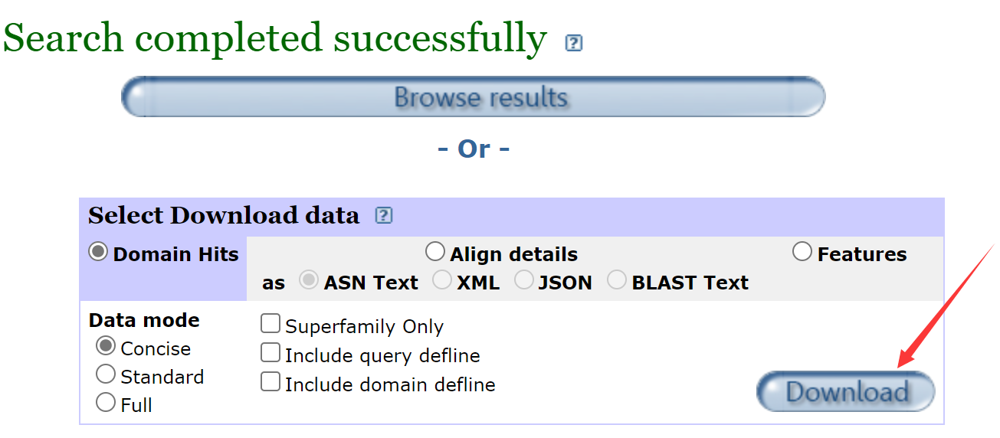 Search completed successfully ?
Browse results
- Or -
Select Download data ?
Domain Hits Align details Features
as ASN Text XML JSON BLAST Text
Data mode
Concise
Standard
Full
Superfamily Only
Include query defline
Include domain defline
Download